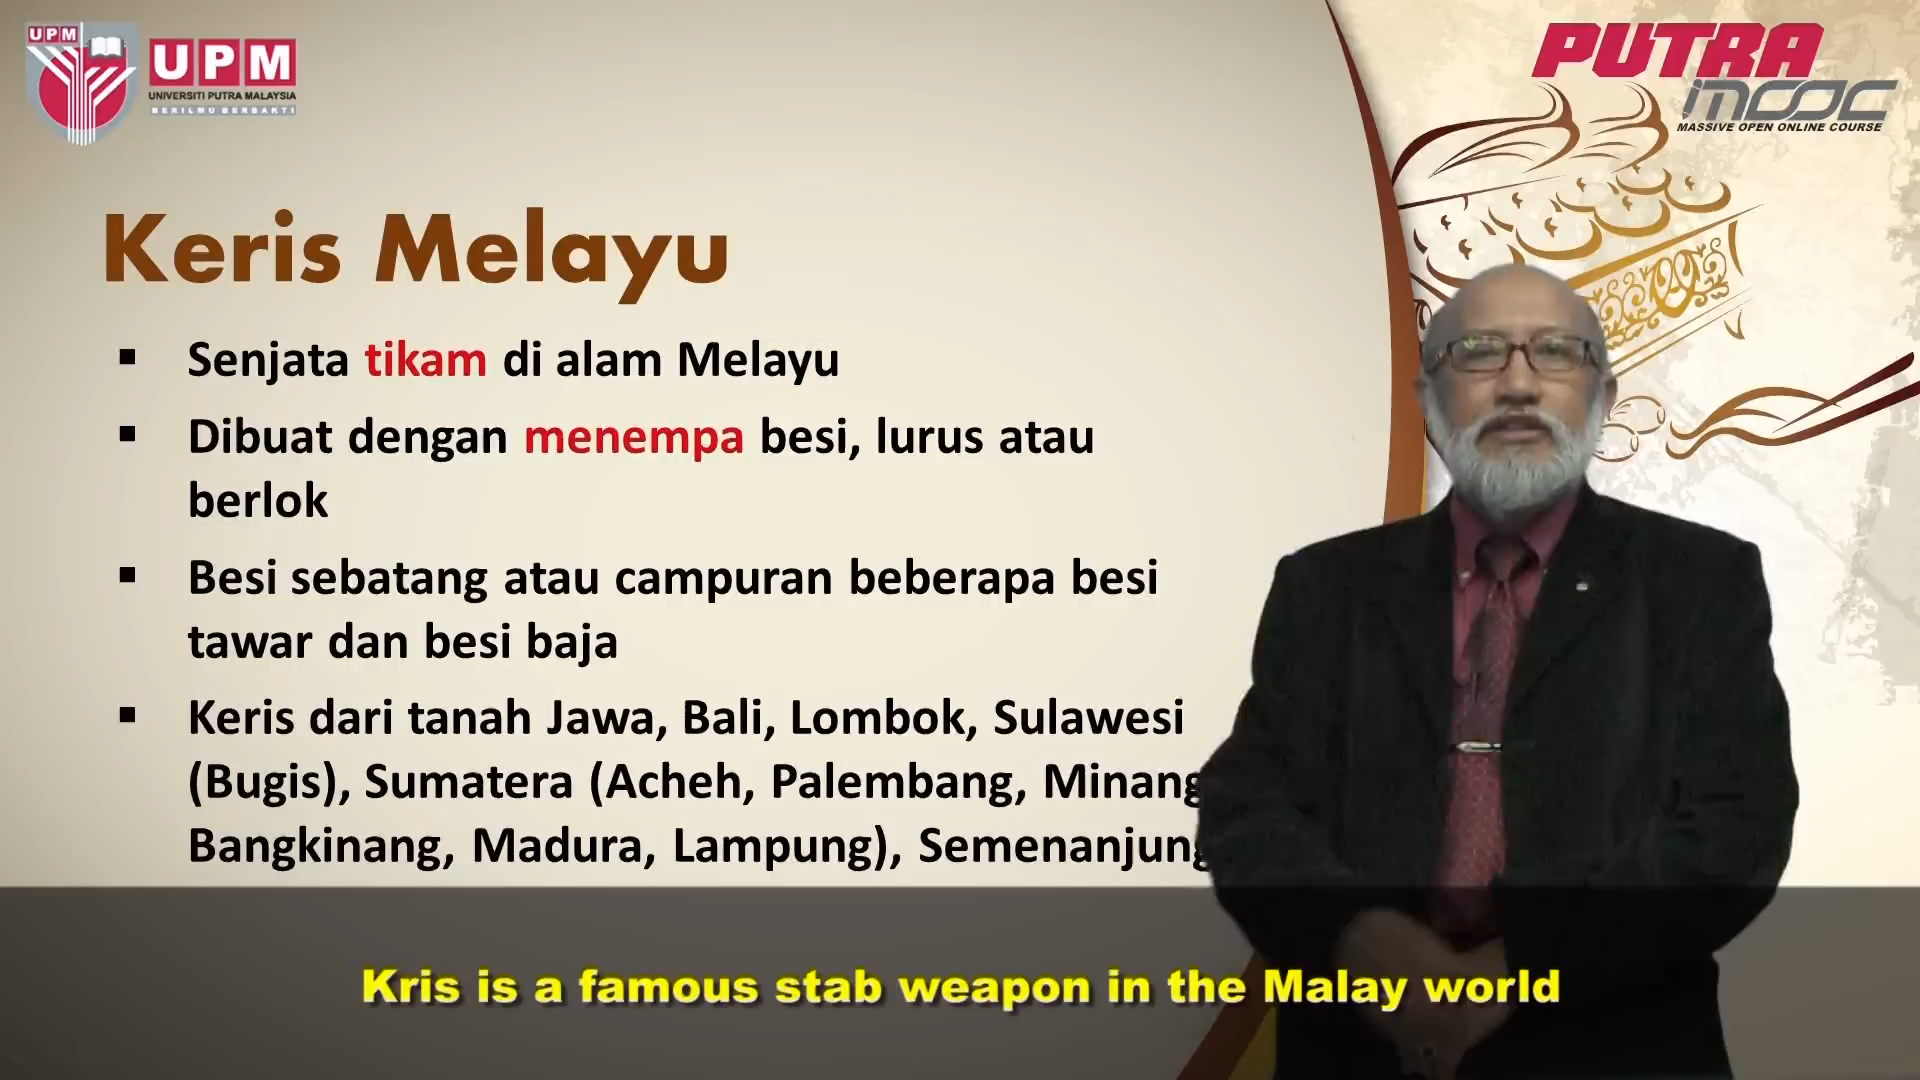 UPM
UPM
UNIVERSITI PUTRA MALAYSIA
BERILMU BERBAKTI
PUTRA
mooc
MASSIVE OPEN ONLINE COURSE
Keris Melayu
▪ Senjata tikam di alam Melayu
▪ Dibuat dengan menempa besi, lurus atau
berlok
▪ Besi sebatang atau campuran beberapa besi
tawar dan besi baja
▪ Keris dari tanah Jawa, Bali, Lombok, Sulawesi
(Bugis), Sumatera (Acheh, Palembang, Minang
Bangkinang, Madura, Lampung), Semenanjung
Kris is a famous stab weapon in the Malay world